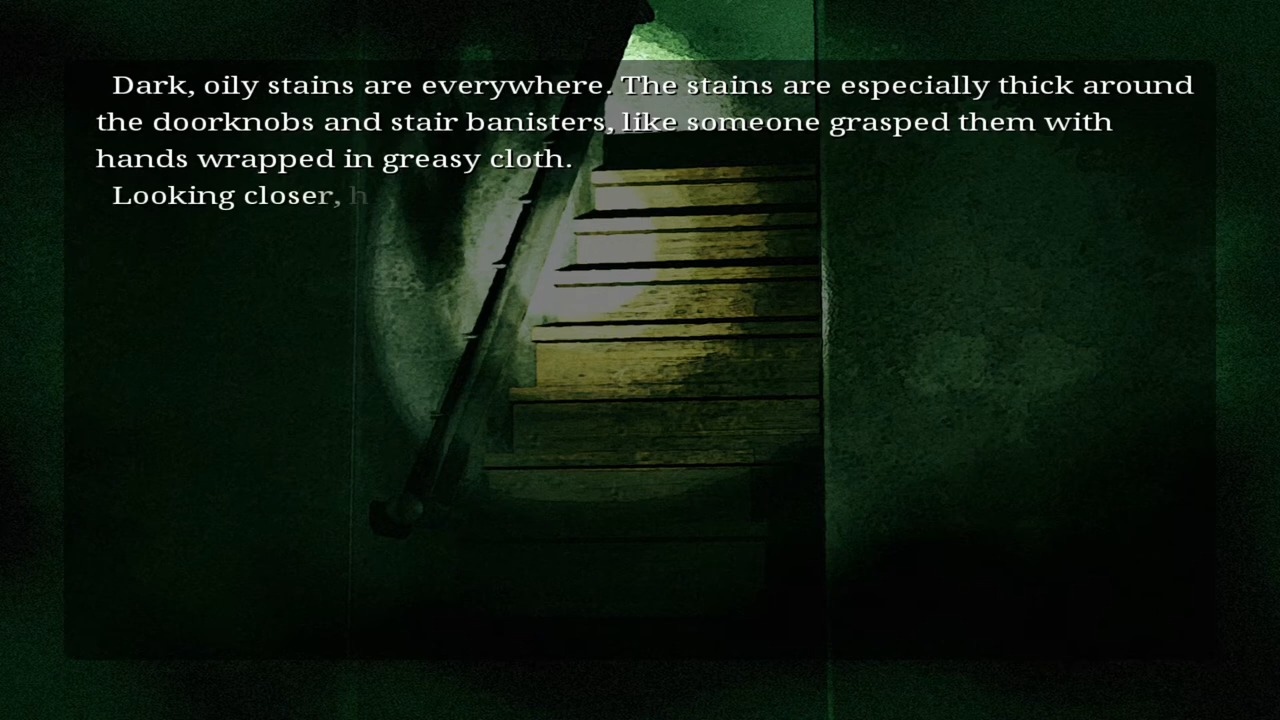 Dark, oily stains are everywhere. The stains are especially thick around
the doorknobs and stair banisters, like someone grasped them with
hands wrapped in greasy cloth.
Looking closer, h